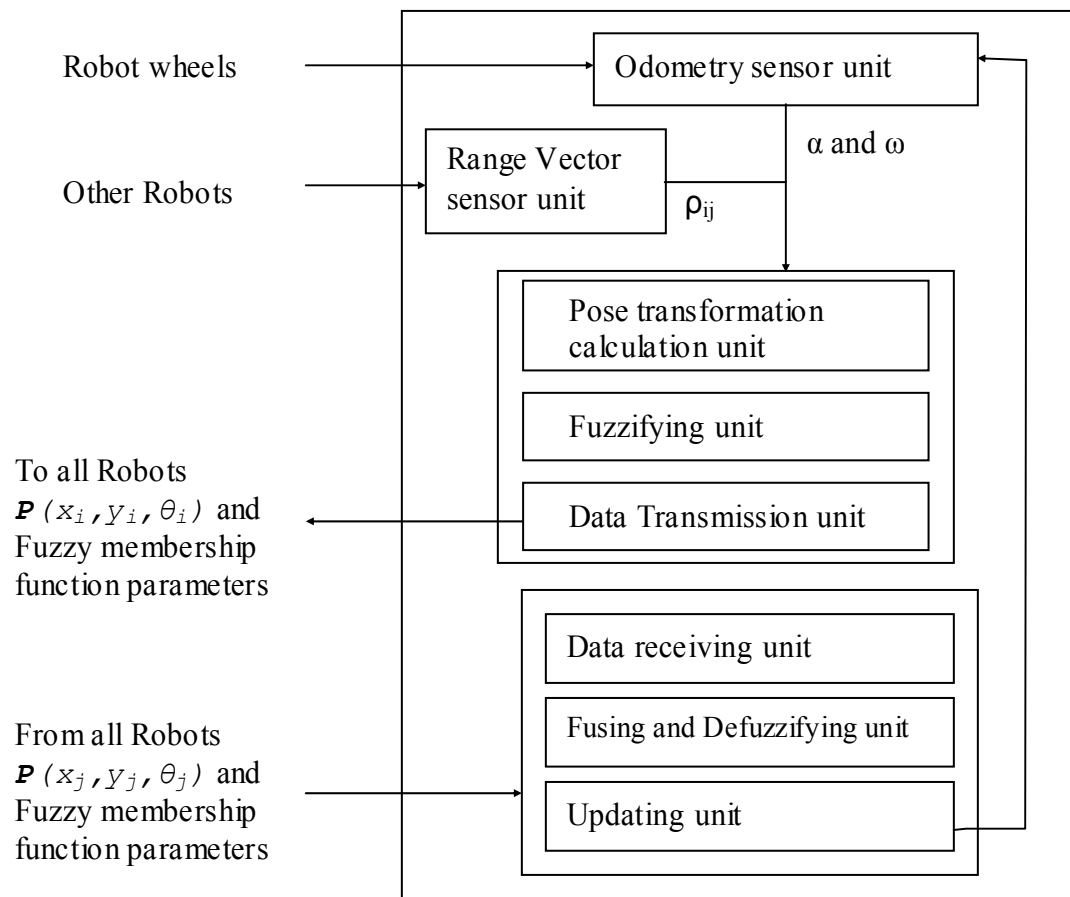 Robot wheels
Odometry sensor unit
α and ω
Range Vector
sensor unit
Other Robots
ρij
Pose transformation
calculation unit
Fuzzifying unit
Data Transmission unit
To all Robots
P(xi,yi,θi) and
Fuzzy membership
function parameters
Data receiving unit
Fusing and Defuzzifying unit
Updating unit
From all Robots
P(xj,yj,θj) and
Fuzzy membership
function parameters